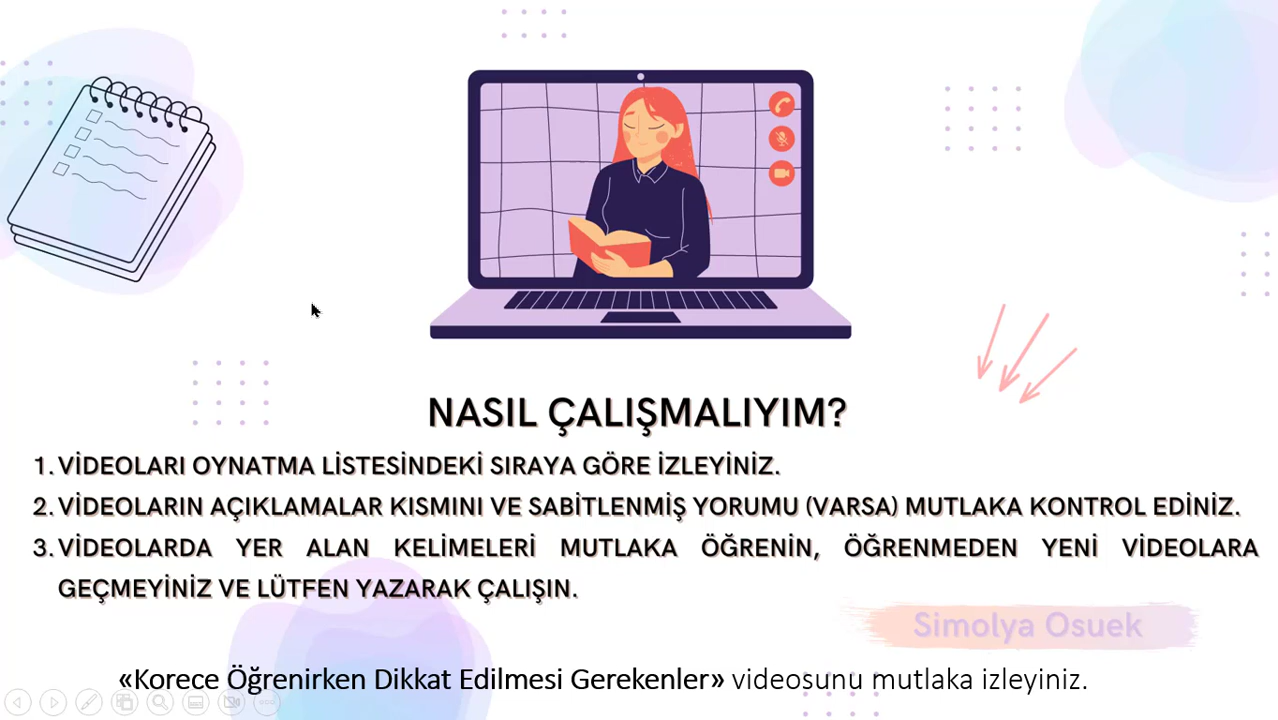 NASIL ÇALIŞMALIYIM?
1. VİDEOLARI OYNATMA LİSTESİNDEKİ SIRAYA GÖRE İZLEYİNİZ.
2. VİDEOLARIN AÇIKLAMALAR KISMINI VE SABİTLENMİŞ YORUMU (VARSA) MUTLAKA KONTROL EDİNİZ.
3. VİDEOLARDA YER ALAN KELİMELERİ MUTLAKA ÖĞRENİN, ÖĞRENMEDEN YENİ VİDEOLARA
GEÇMEYİNİZ VE LÜTFEN YAZARAK ÇALIŞIN.
Simolya Osuek
«Korece Öğrenirken Dikkat Edilmesi Gerekenler» videosunu mutlaka izleyiniz.